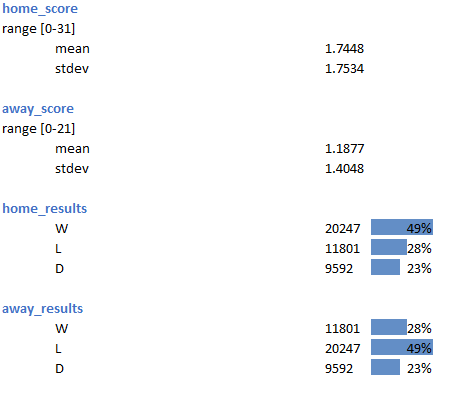 home_score
range [0-31]
mean 1.7448
stdev 1.7534
away_score
range [0-21]
mean 1.1877
stdev 1.4048
home_results
W 20247 49%
L 11801 28%
D 9592 23%
away_results
W 11801 28%
L 20247 49%
D 9592 23%